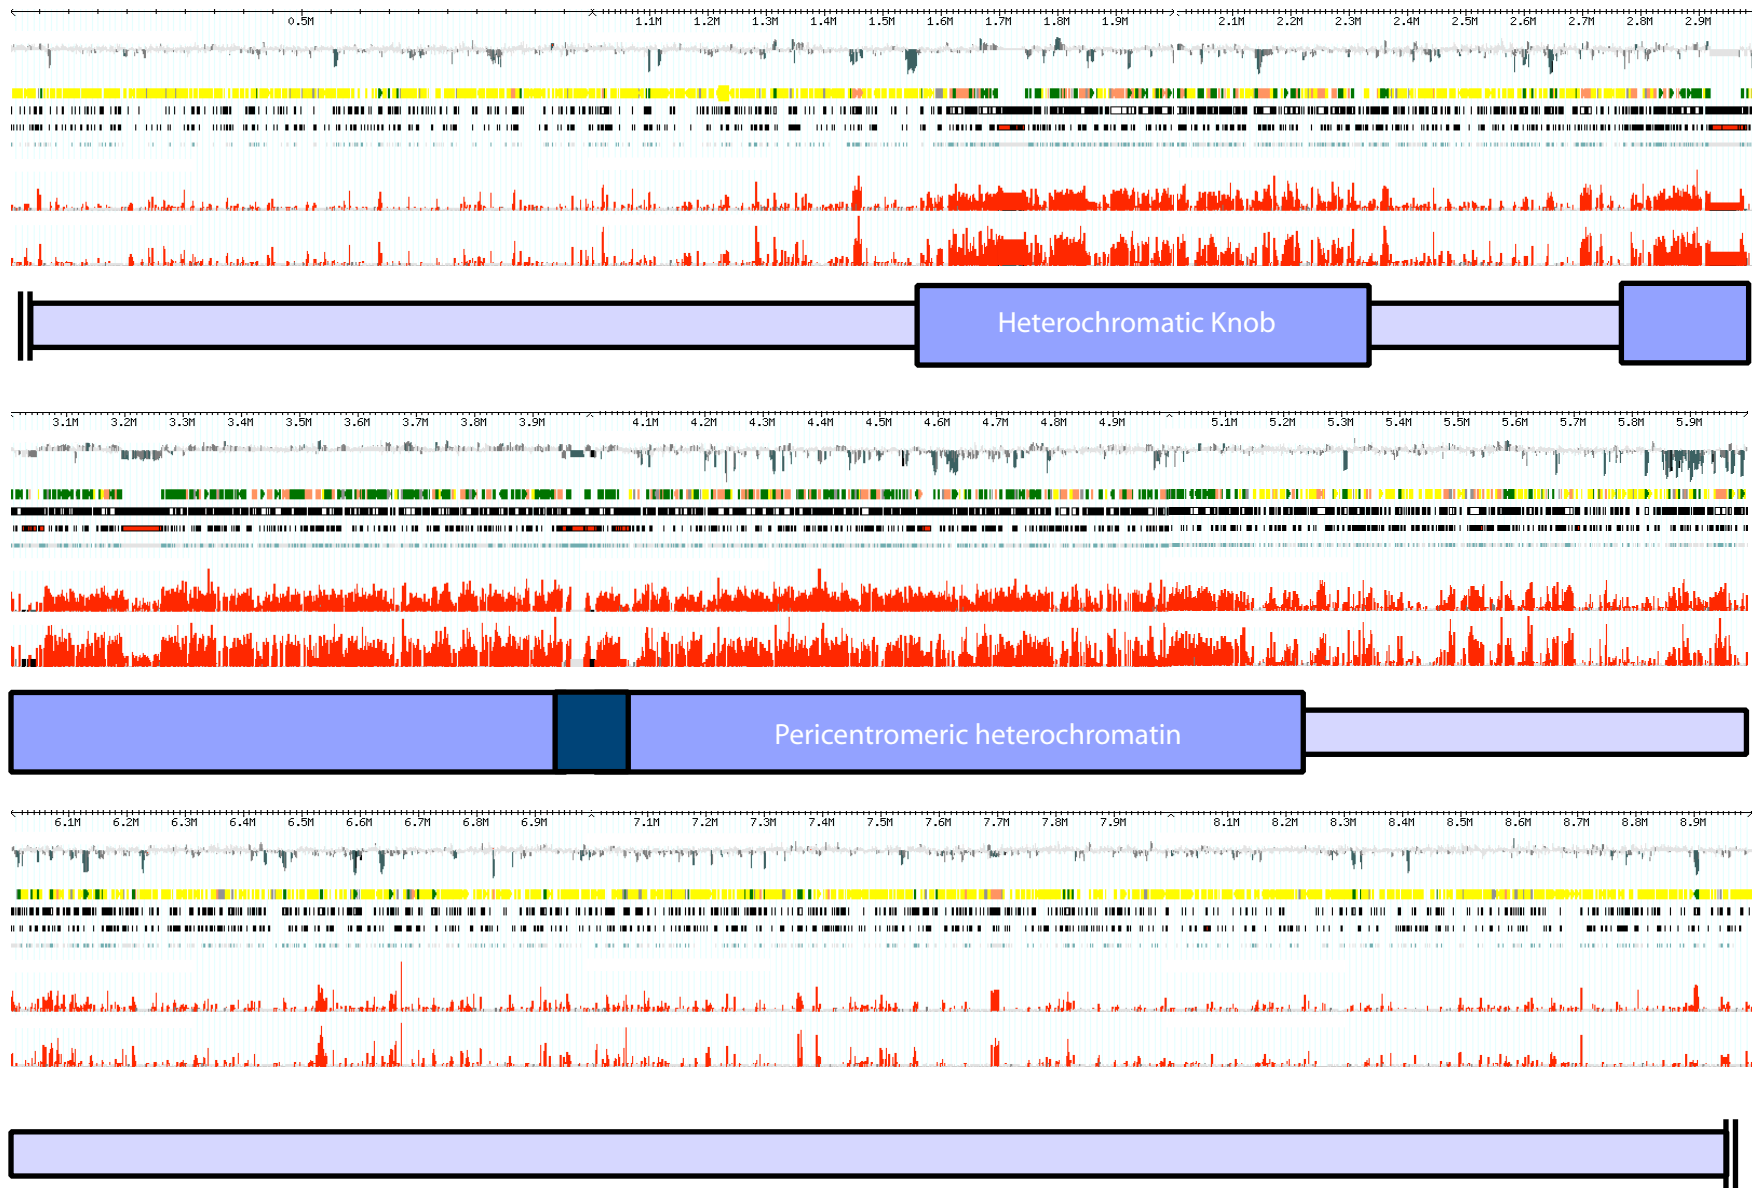 0.5M 1.1M 1.2M 1.3M 1.4M 1.5M 1.6M 1.7M 1.8M 1.9M 2.1M 2.2M 2.3M 2.4M 2.5M 2.6M 2.7M 2.8M 2.9M
Heterochromatic Knob
3.1M 3.2M 3.3M 3.4M 3.5M 3.6M 3.7M 3.8M 3.9M 4.1M 4.2M 4.3M 4.4M 4.5M 4.6M 4.7M 4.8M 4.9M 5.1M 5.2M 5.3M 5.4M 5.5M 5.6M 5.7M 5.8M 5.9M
Pericentromeric heterochromatin
6.1M 6.2M 6.3M 6.4M 6.5M 6.6M 6.7M 6.8M 6.9M 7.1M 7.2M 7.3M 7.4M 7.5M 7.6M 7.7M 7.8M 7.9M 8.1M 8.2M 8.3M 8.4M 8.5M 8.6M 8.7M 8.8M 8.9M